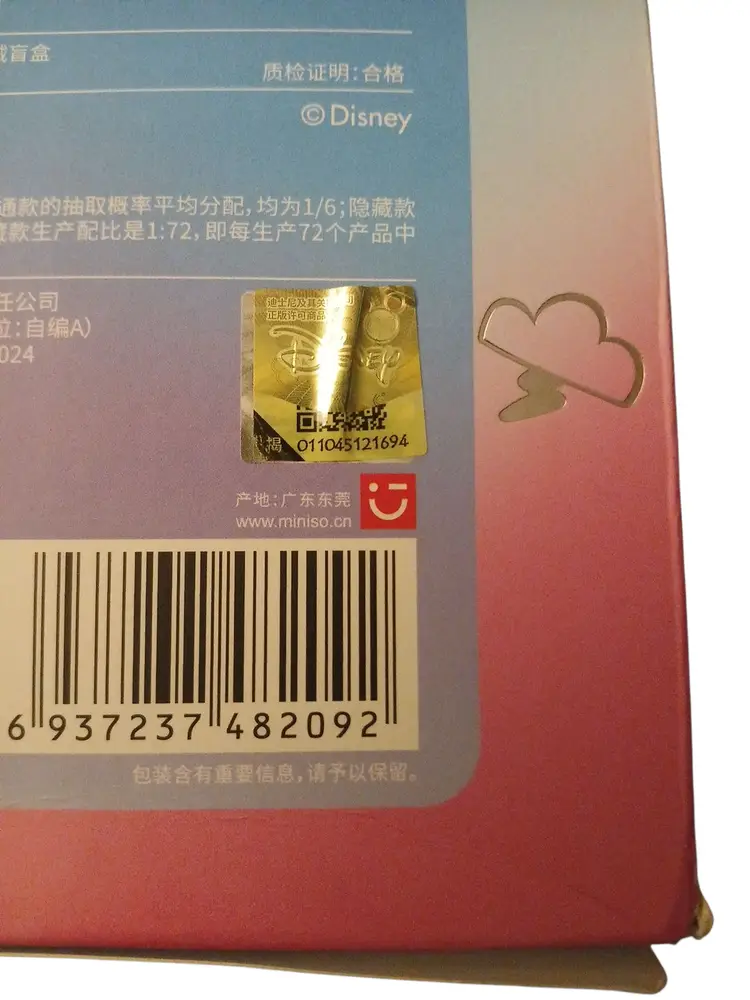 盲盒
质检证明：合格
©Disney
通款的抽取概率平均分配，均为1/6；隐藏款
款生产配比是1:72，即每生产72个产品中
任公司
位：自编A）
024
迪士尼及其关
正版许可商品
Disney
揭
011045121694
产地：广东东莞
www.miniso.cn
6 937237 482092
包装含有重要信息，请予以保留。